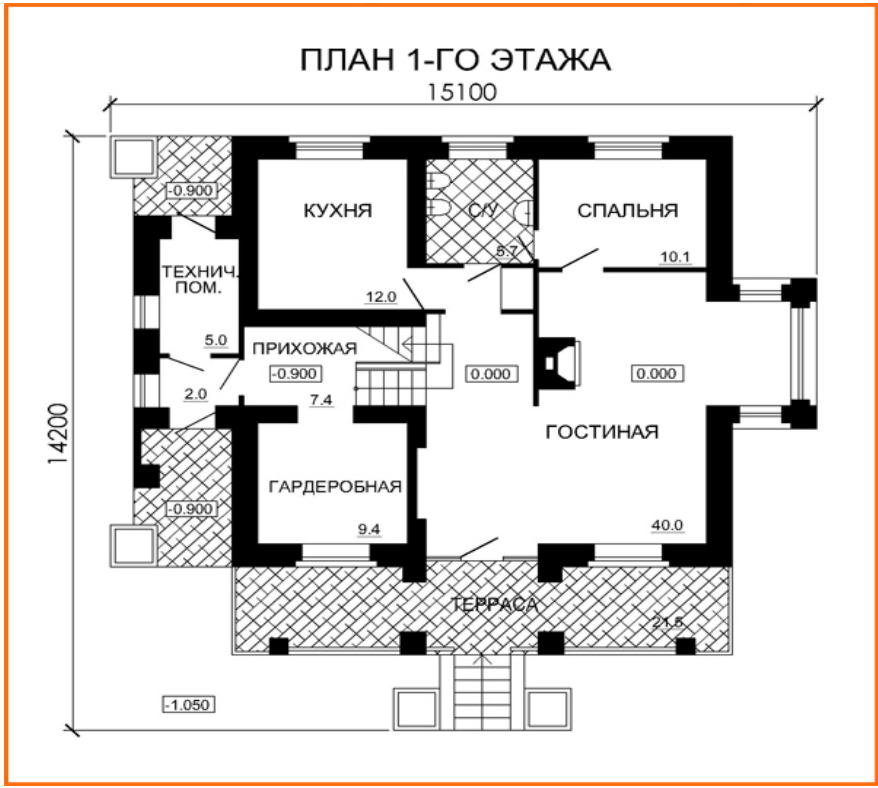 ПЛАН 1-ГО ЭТАЖА
15100
14200
-0.900
КУХНЯ
С/У
СПАЛЬНЯ
5.7
10.1
ТЕХНИЧ.
ПОМ.
12.0
5.0
ПРИХОЖАЯ
-0.900
0.000
0.000
2.0
7.4
ГОСТИНАЯ
ГАРДЕРОБНАЯ
-0.900
9.4
40.0
ТЕРРАСА
21.5
-1.050